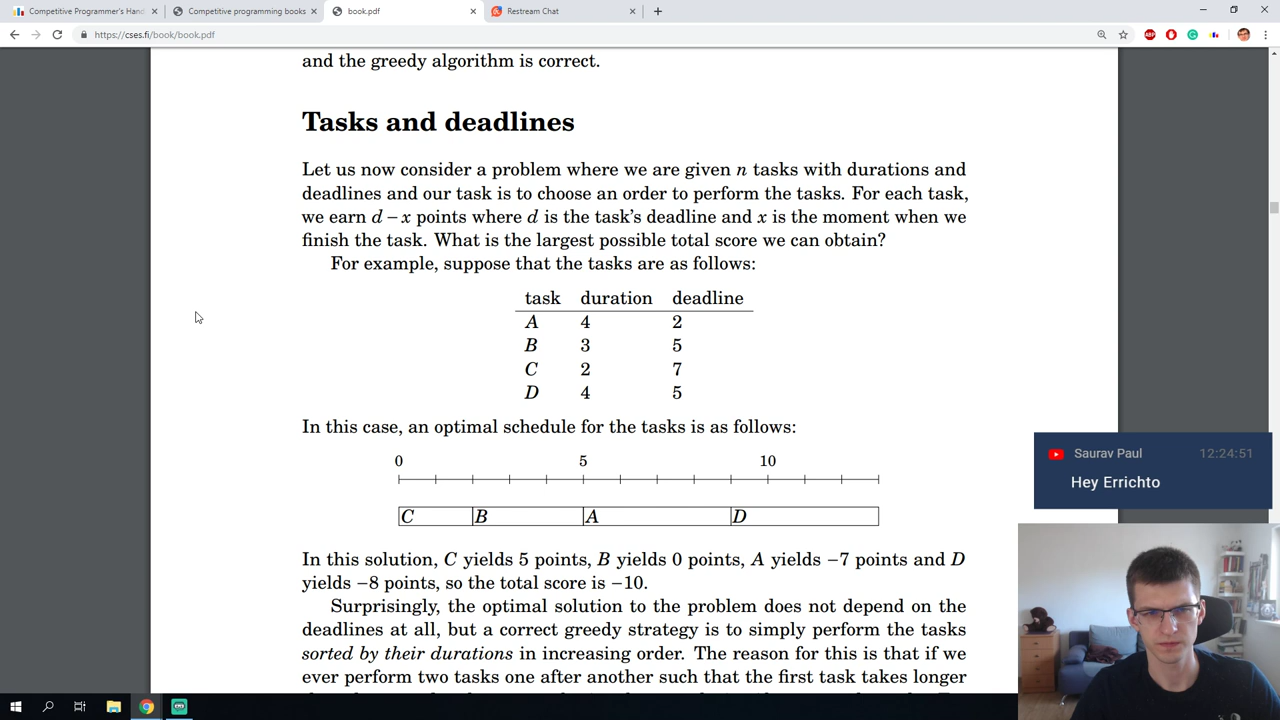 Competitive Programmer's Hand
Competitive programming books
book.pdf
Restream Chat
https://cses.fi/book/book.pdf
and the greedy algorithm is correct.
Tasks and deadlines
Let us now consider a problem where we are given n tasks with durations and
deadlines and our task is to choose an order to perform the tasks. For each task,
we earn d − x points where d is the task's deadline and x is the moment when we
finish the task. What is the largest possible total score we can obtain?
For example, suppose that the tasks are as follows:
task duration deadline
A 4 2
B 3 5
C 2 7
D 4 5
In this case, an optimal schedule for the tasks is as follows:
0 5 10
C B A D
In this solution, C yields 5 points, B yields 0 points, A yields −7 points and D
yields −8 points, so the total score is −10.
Surprisingly, the optimal solution to the problem does not depend on the
deadlines at all, but a correct greedy strategy is to simply perform the tasks
sorted by their durations in increasing order. The reason for this is that if we
ever perform two tasks one after another such that the first task takes longer
Saurav Paul 12:24:51
Hey Errichto